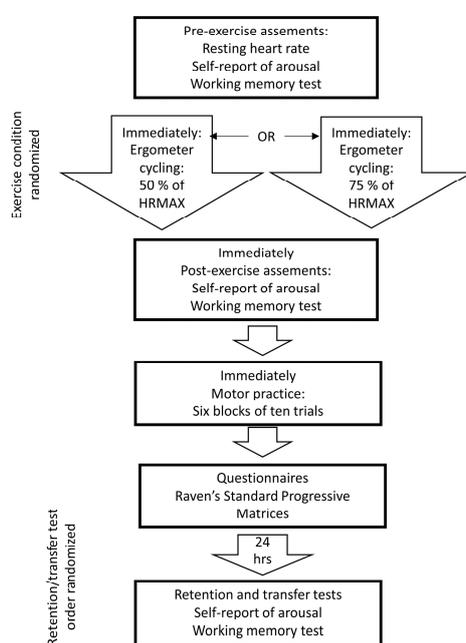 Pre-exercise assements:
Resting heart rate
Self-report of arousal
Working memory test
Exercise condition
randomized
Immediately:
Ergometer
cycling:
50 % of
HRMAX
OR
Immediately:
Ergometer
cycling:
75 % of
HRMAX
Immediately
Post-exercise assements:
Self-report of arousal
Working memory test
Immediately
Motor practice:
Six blocks of ten trials
Questionnaires
Raven's Standard Progressive
Matrices
24
hrs
Retention/transfer test
order randomized
Retention and transfer tests
Self-report of arousal
Working memory test